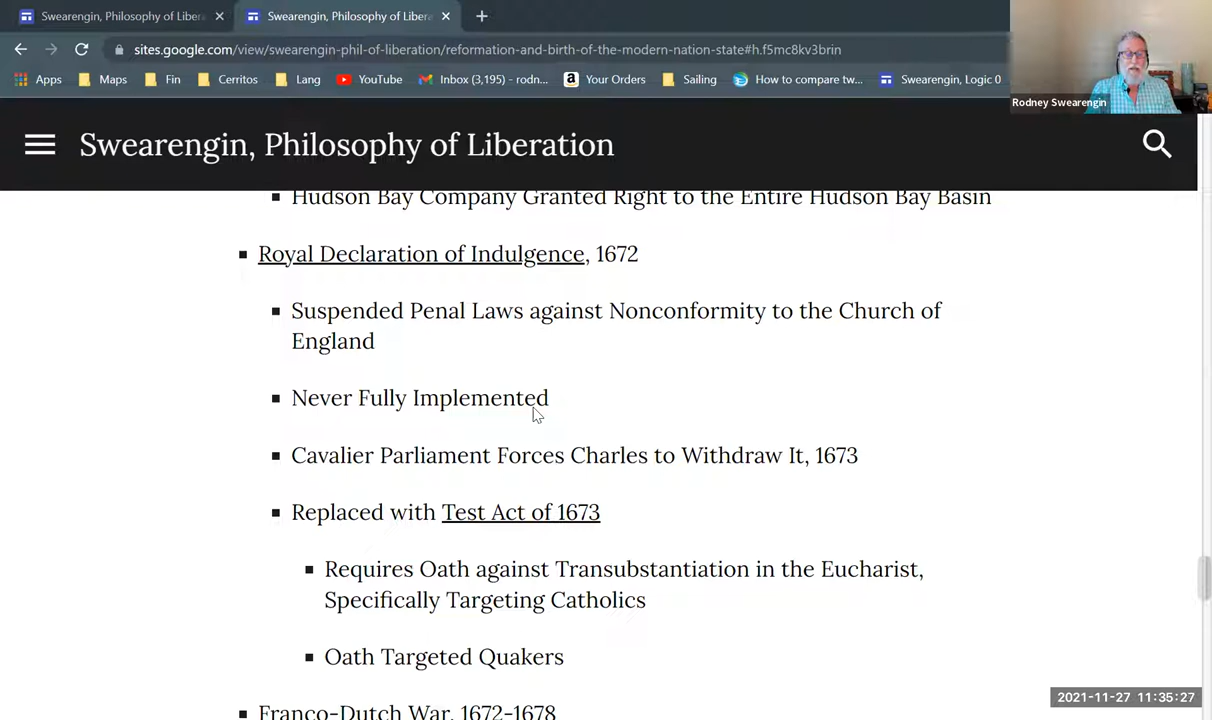 Swearengin, Philosophy of Libera
Swearengin, Philosophy of Libera
sites.google.com/view/swearengin-phil-of-liberation/reformation-and-birth-of-the-modern-nation-state#h.f5mc8kv3brin
Apps Maps Fin Cerritos Lang YouTube Inbox (3,195) - rodn... Your Orders Sailing How to compare tw... Swearengin, Logic 0
Rodney Swearengin
Swearengin, Philosophy of Liberation
Hudson Bay Company Granted Right to the Entire Hudson Bay Basin
Royal Declaration of Indulgence, 1672
Suspended Penal Laws against Nonconformity to the Church of
England
Never Fully Implemented
Cavalier Parliament Forces Charles to Withdraw It, 1673
Replaced with Test Act of 1673
Requires Oath against Transubstantiation in the Eucharist,
Specifically Targeting Catholics
Oath Targeted Quakers
Franco-Dutch War, 1672-1678
2021-11-27 11:35:27